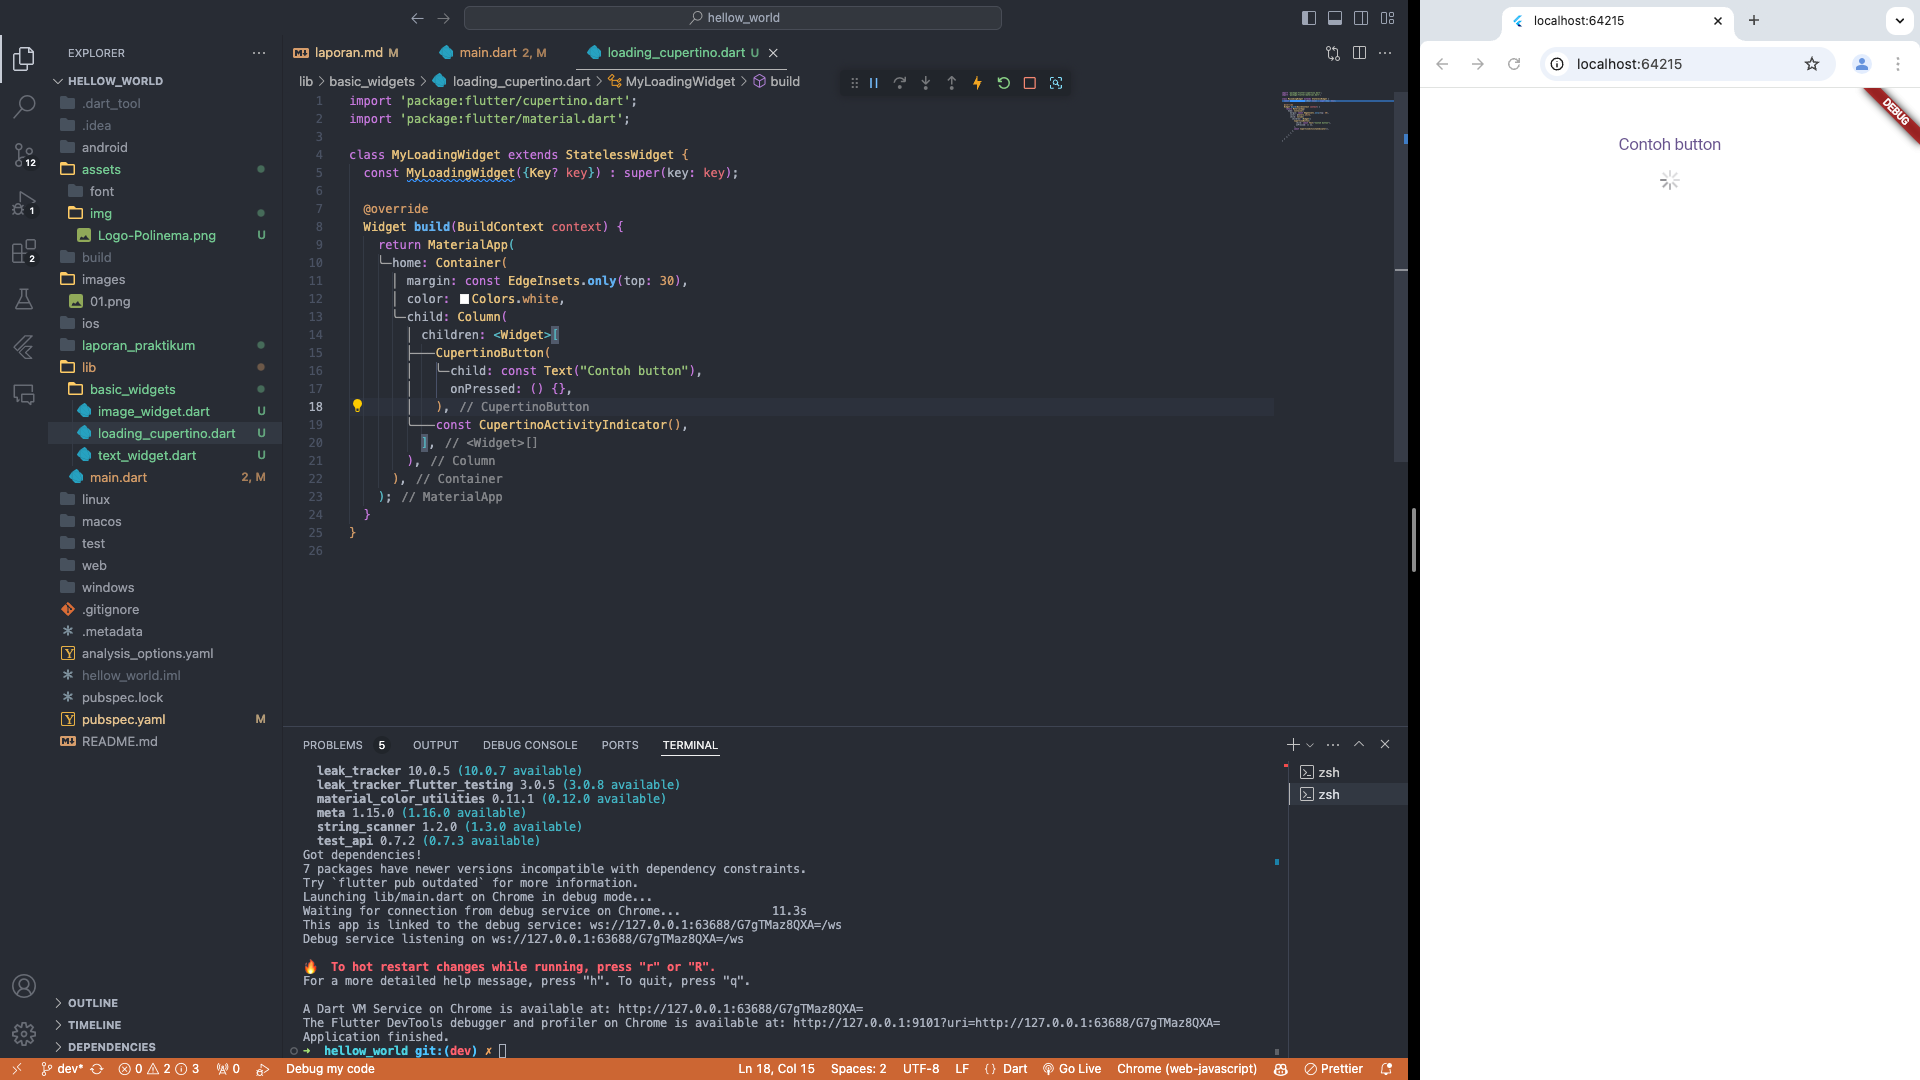 hellow_world
EXPLORER
HELLOW_WORLD
.dart_tool
.idea
android
assets
font
img
Logo-Polinema.png U
build
images
01.png
ios
laporan_praktikum
lib
basic_widgets
image_widget.dart U
loading_cupertino.dart U
text_widget.dart U
main.dart 2, M
linux
macos
test
web
windows
.gitignore
.metadata
analysis_options.yaml
hellow_world.iml
pubspec.lock
pubspec.yaml M
README.md
OUTLINE
TIMELINE
DEPENDENCIES
12
1
2
laporan.md M
main.dart 2, M
loading_cupertino.dart U
lib > basic_widgets > loading_cupertino.dart > MyLoadingWidget > build
1 import 'package:flutter/cupertino.dart';
2 import 'package:flutter/material.dart';
3
4 class MyLoadingWidget extends StatelessWidget {
5 const MyLoadingWidget({Key? key}) : super(key: key);
6
7 @override
8 Widget build(BuildContext context) {
9 return MaterialApp(
10 home: Container(
11 margin: const EdgeInsets.only(top: 30),
12 color: Colors.white,
13 child: Column(
14 children: <Widget>[
15 CupertinoButton(
16 child: const Text("Contoh button"),
17 onPressed: () {},
18 ), // CupertinoButton
19 const CupertinoActivityIndicator(),
20 ], // <Widget>[]
21 ), // Column
22 ), // Container
23 ); // MaterialApp
24 }
25 }
26
PROBLEMS 5 OUTPUT DEBUG CONSOLE PORTS TERMINAL
leak_tracker 10.0.5 (10.0.7 available)
leak_tracker_flutter_testing 3.0.5 (3.0.8 available)
material_color_utilities 0.11.1 (0.12.0 available)
meta 1.15.0 (1.16.0 available)
string_scanner 1.2.0 (1.3.0 available)
test_api 0.7.2 (0.7.3 available)
Got dependencies!
7 packages have newer versions incompatible with dependency constraints.
Try `flutter pub outdated` for more information.
Launching lib/main.dart on Chrome in debug mode...
Waiting for connection from debug service on Chrome... 11.3s
This app is linked to the debug service: ws://127.0.0.1:63688/G7gTMaz8QXA=/ws
Debug service listening on ws://127.0.0.1:63688/G7gTMaz8QXA=/ws
🔥 To hot restart changes while running, press "r" or "R".
For a more detailed help message, press "h". To quit, press "q".
A Dart VM Service on Chrome is available at: http://127.0.0.1:63688/G7gTMaz8QXA=
The Flutter DevTools debugger and profiler on Chrome is available at: http://127.0.0.1:9101?uri=http://127.0.0.1:63688/G7gTMaz8QXA=
Application finished.
➜ hellow_world git:(dev) ✗
zsh
zsh
dev* 0 2 3 0 Debug my code Ln 18, Col 15 Spaces: 2 UTF-8 LF {} Dart Go Live Chrome (web-javascript) Prettier
localhost:64215
localhost:64215
DEBUG
Contoh button